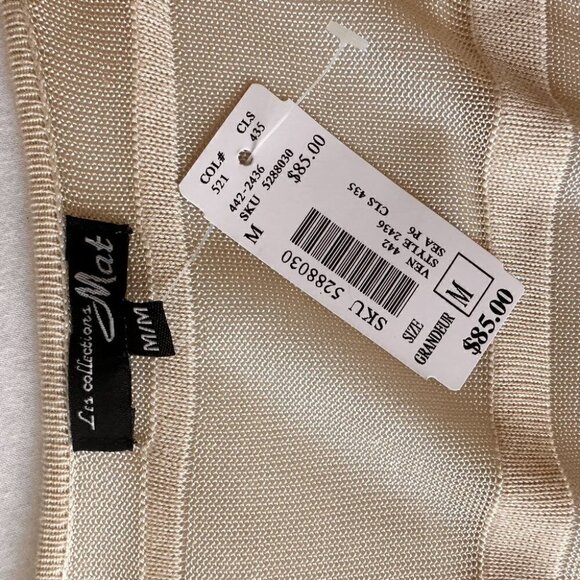 Les collections
Mat
M/M
COL#
521
CLS
435
442-2436
SKU 5288030
M
$85.00
SKU 5288030
VEN 442
STYLE 2436
SEA F6
CLS 435
SIZE
GRANDEUR
M
$85.00